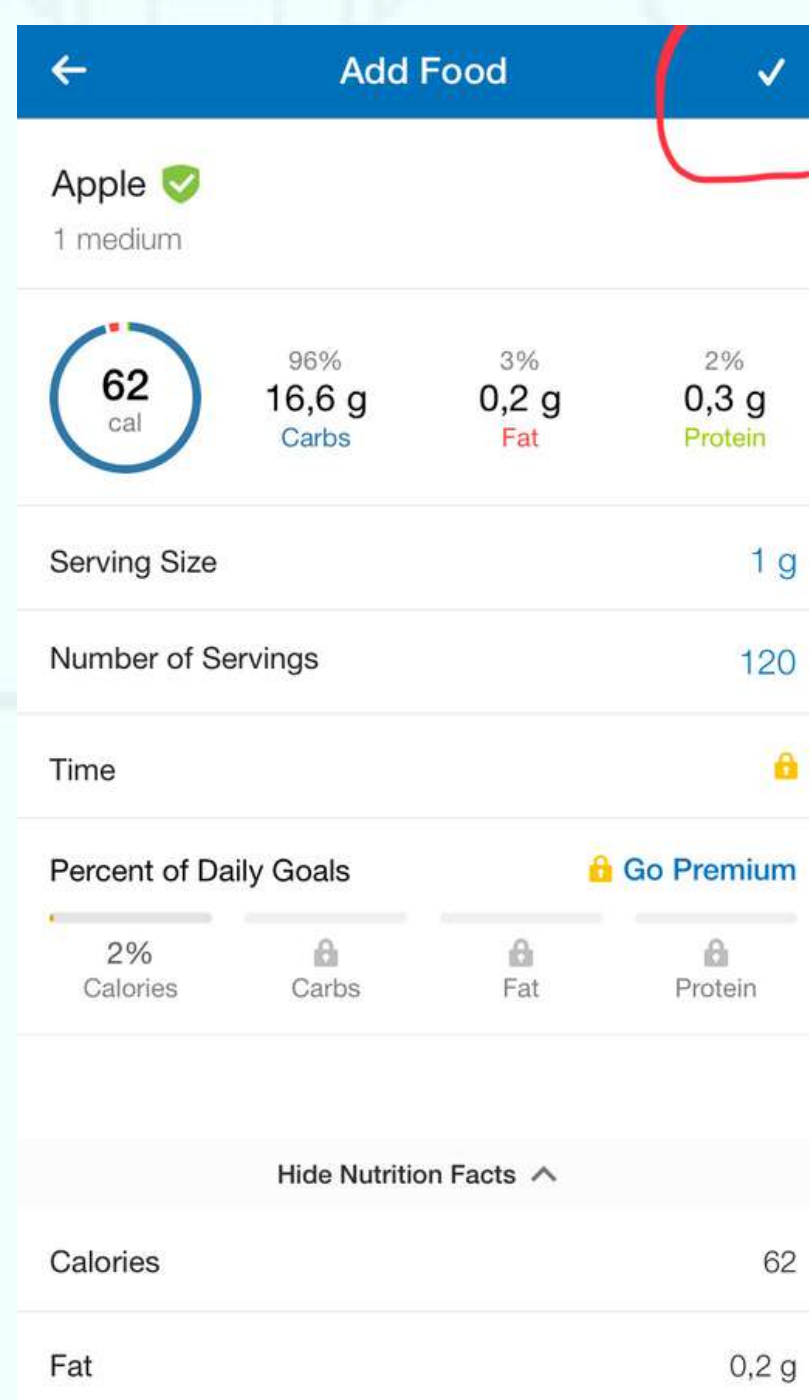 Add Food
Apple
1 medium
62
cal
96%
16,6 g
Carbs
3%
0,2 g
Fat
2%
0,3 g
Protein
Serving Size 1 g
Number of Servings 120
Time
Percent of Daily Goals Go Premium
2%
Calories
Carbs
Fat
Protein
Hide Nutrition Facts
Calories 62
Fat 0,2 g